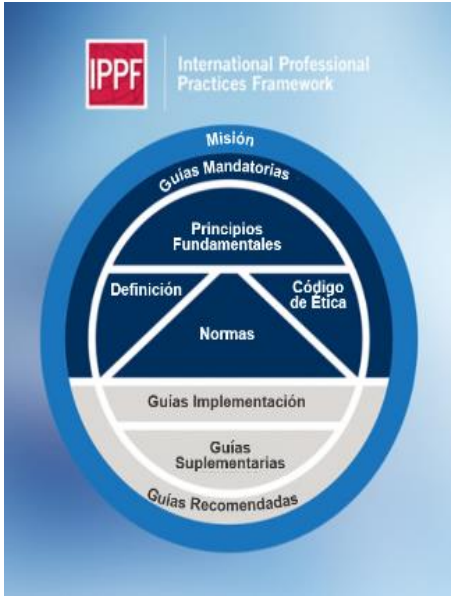 IPPF
International Professional
Practices Framework
Misión
Guías Mandatorias
Principios
Fundamentales
Definición
Código
de Ética
Normas
Guías Implementación
Guías
Suplementarias
Guías Recomendadas